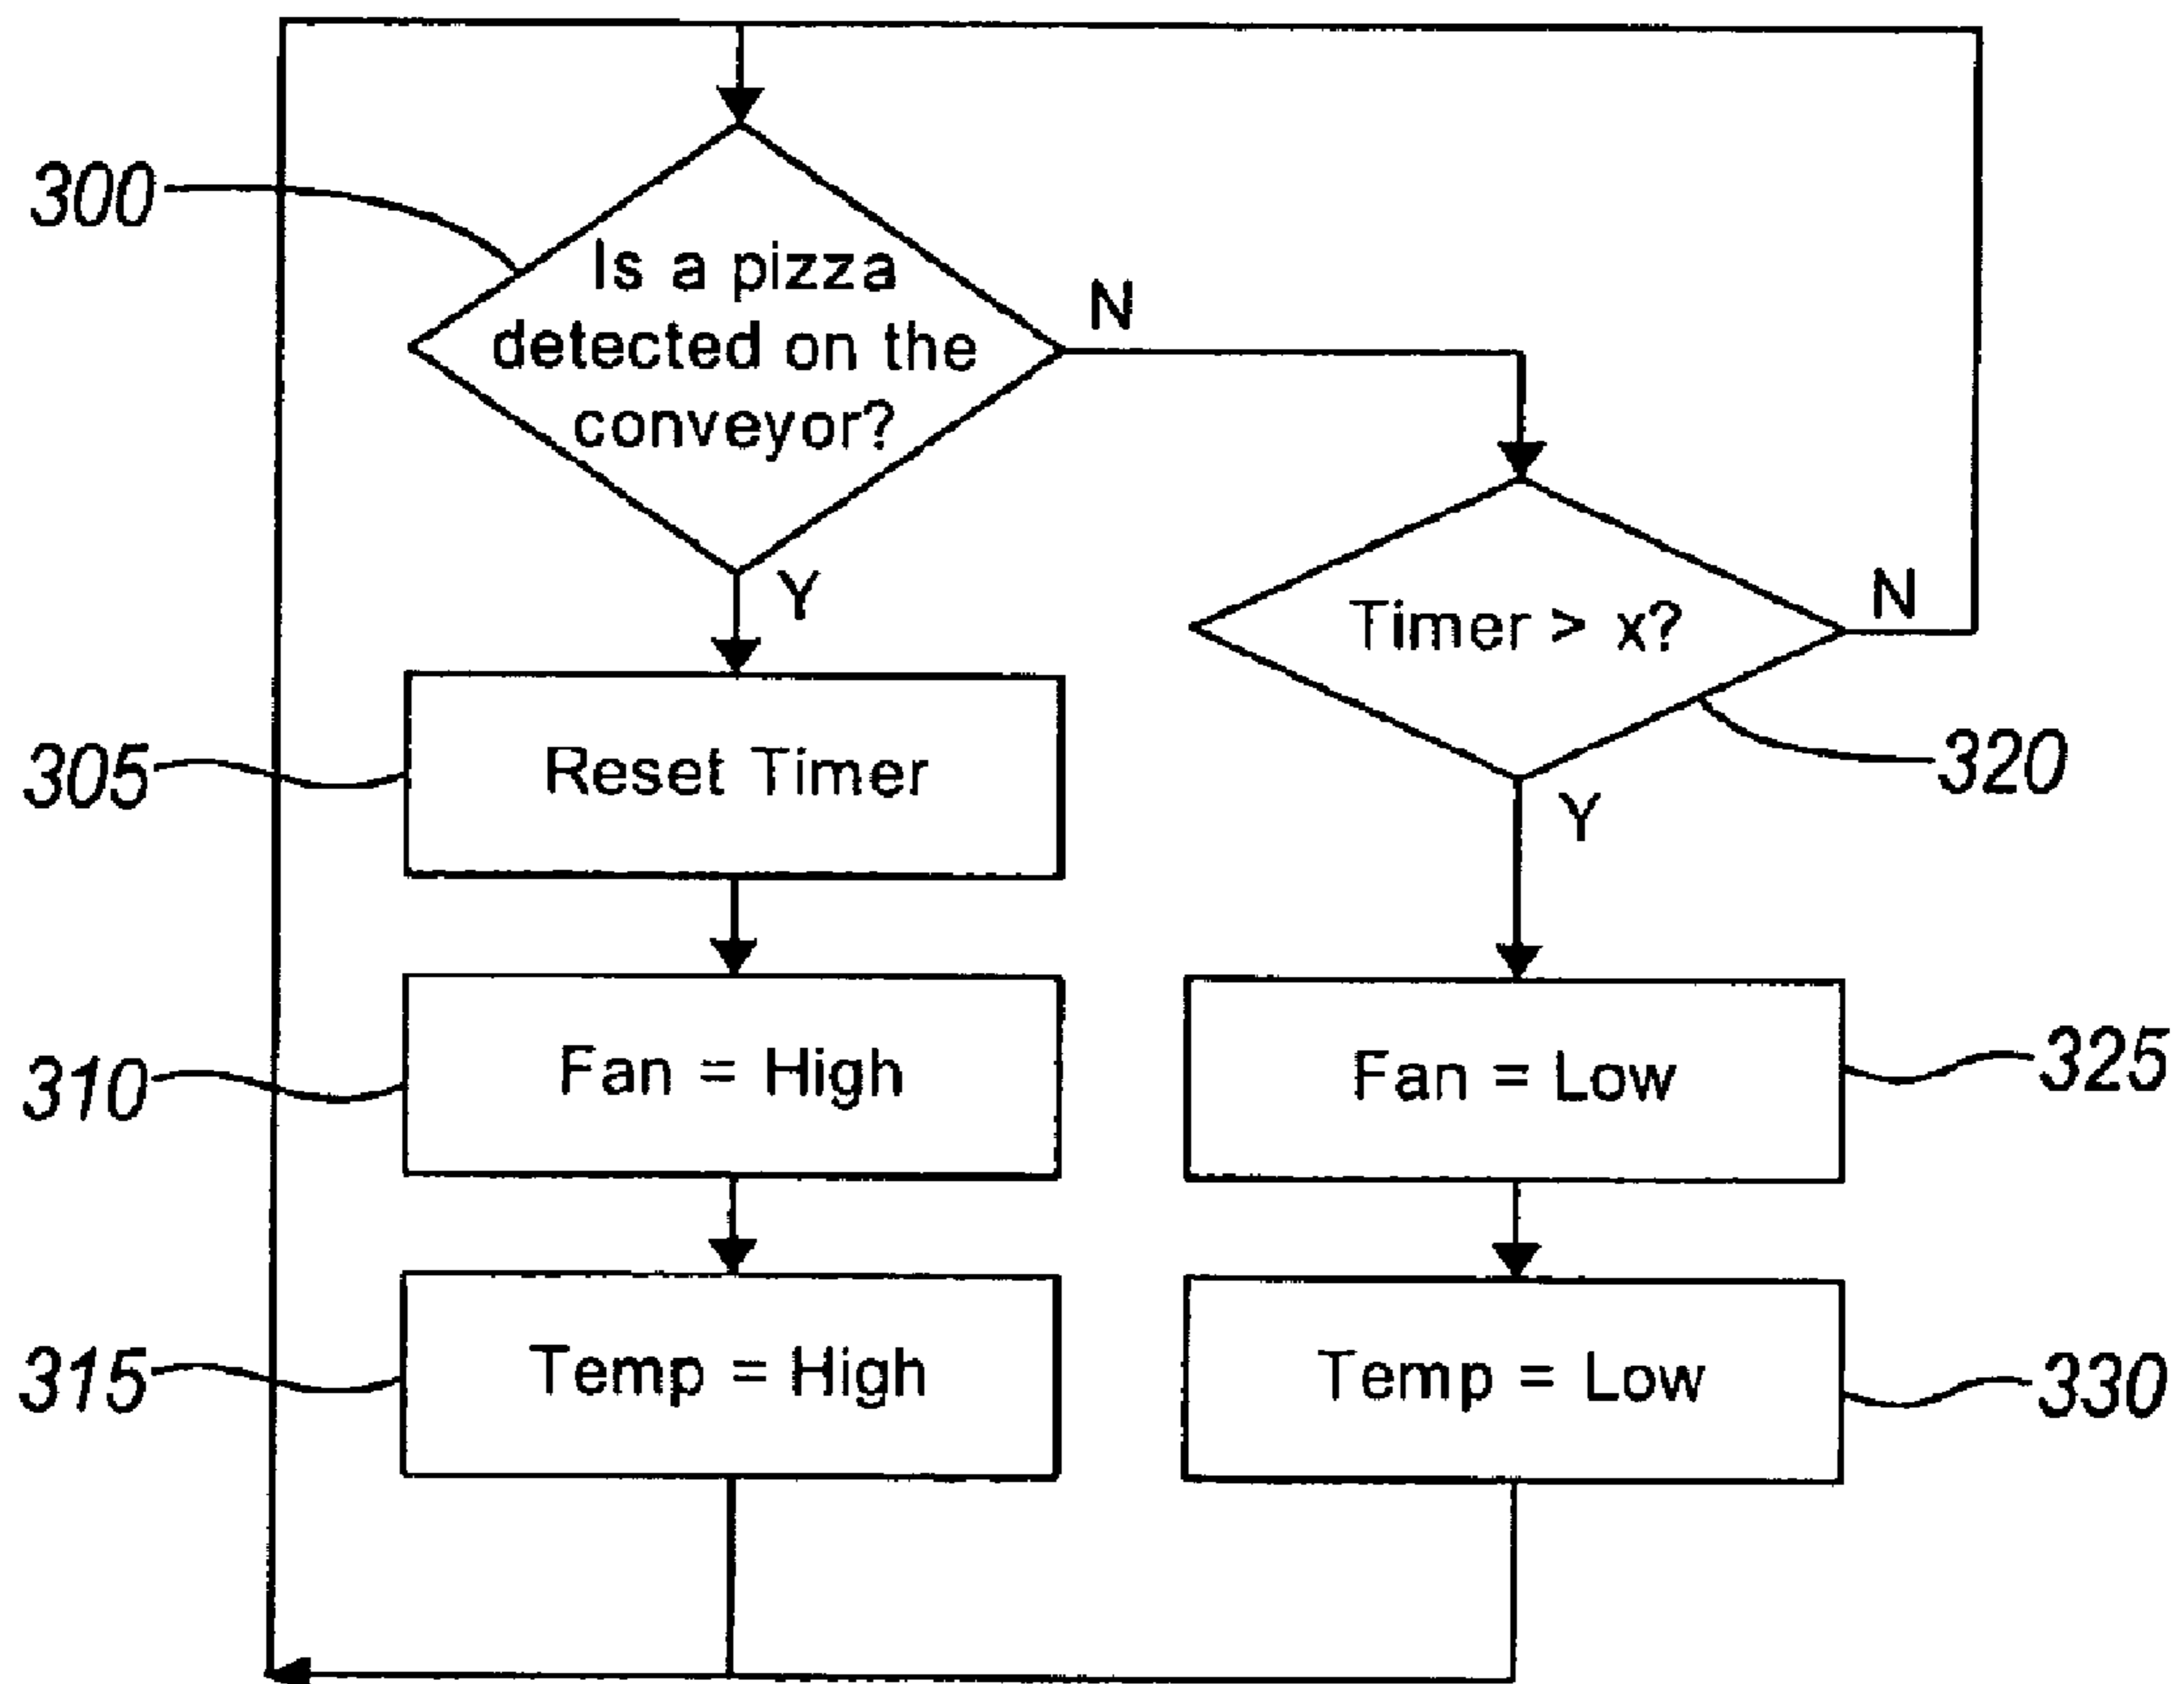 300
Is a pizza
detected on the
conveyor?
N
Y
Timer > x?
N
320
Y
305
Reset Timer
310
Fan = High
Fan = Low
325
315
Temp = High
Temp = Low
330